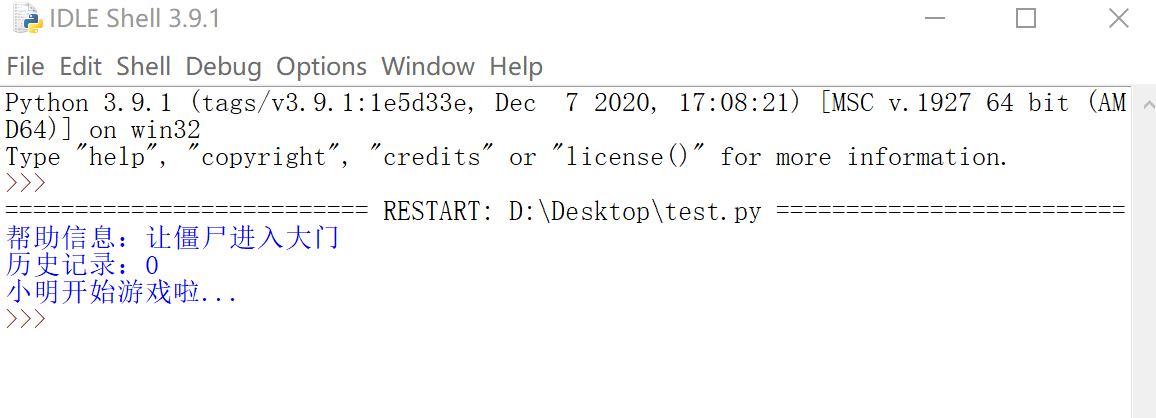 IDLE Shell 3.9.1
File Edit Shell Debug Options Window Help
Python 3.9.1 (tags/v3.9.1:1e5d33e, Dec  7 2020, 17:08:21) [MSC v.1927 64 bit (AM
D64)] on win32
Type "help", "copyright", "credits" or "license()" for more information.
>>>
========================== RESTART: D:\Desktop\test.py =========================
帮助信息：让僵尸进入大门
历史记录：0
小明开始游戏啦...
>>>